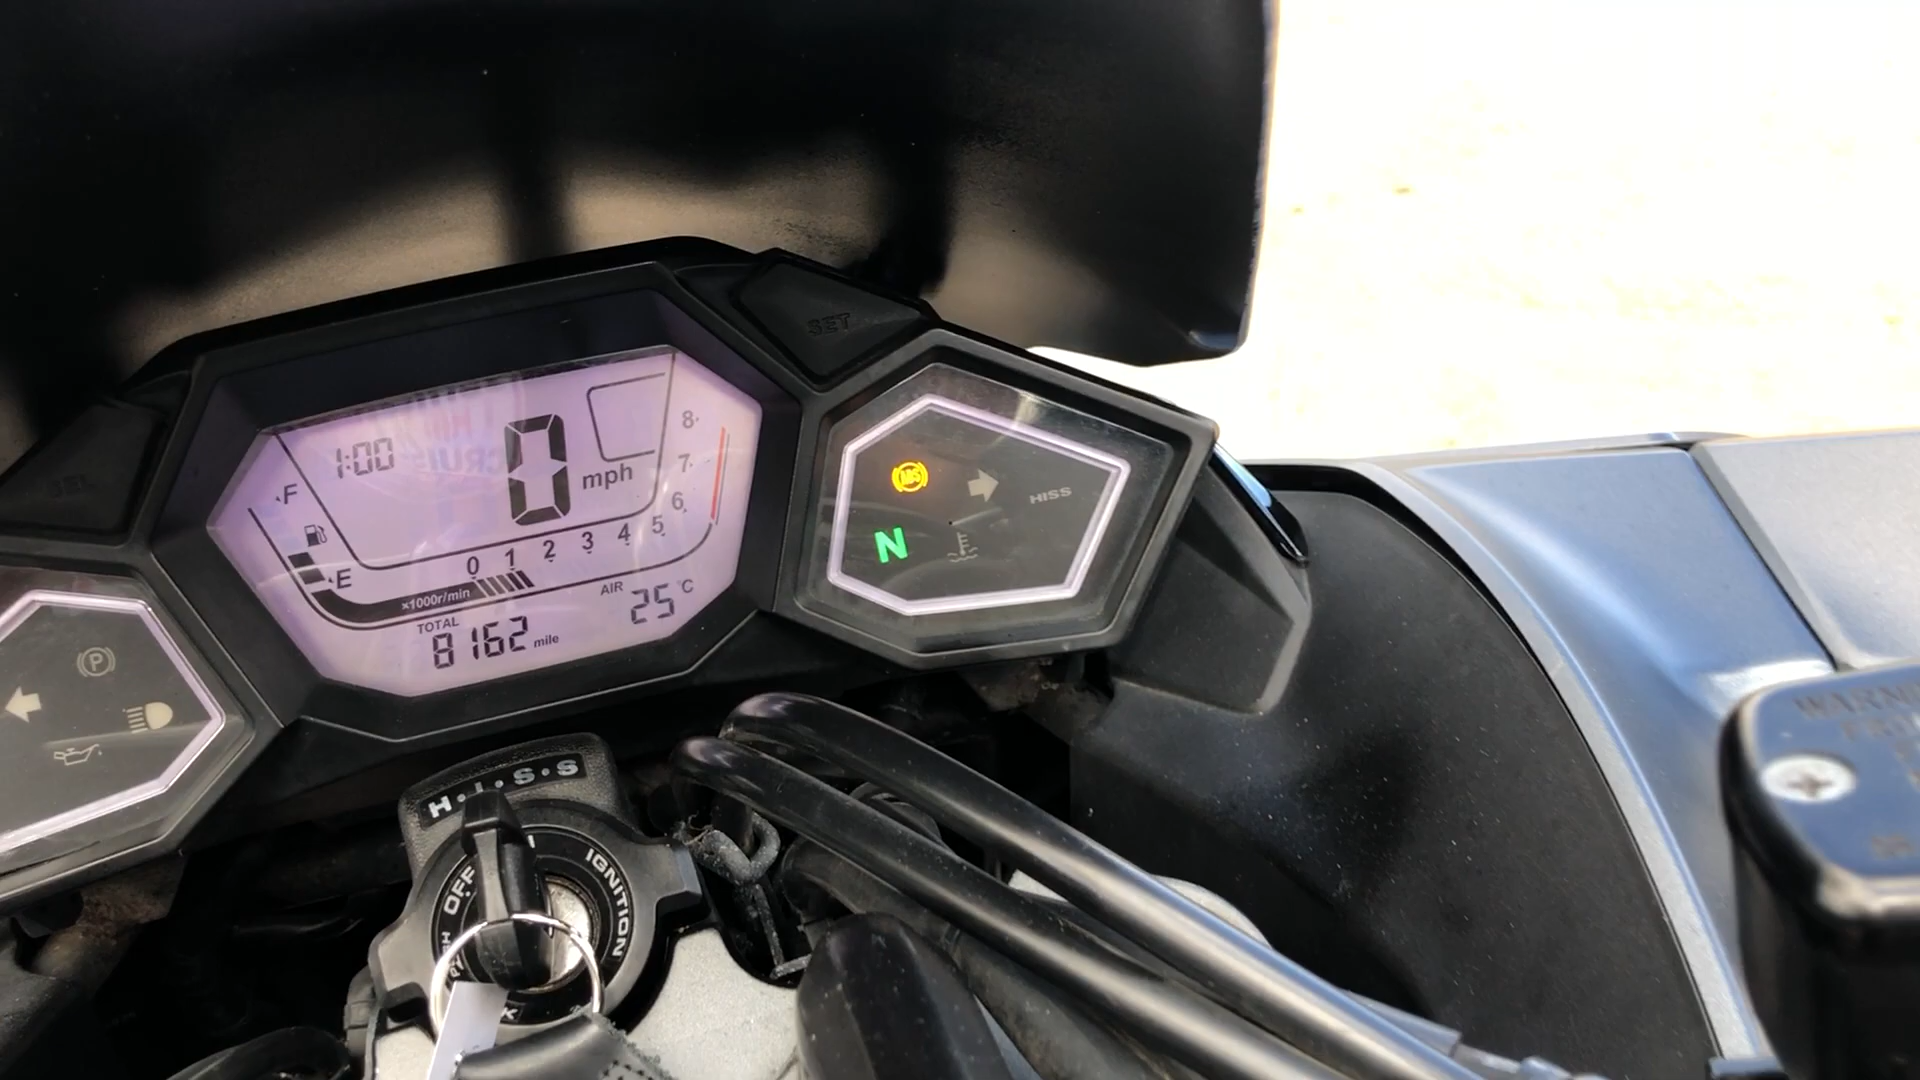 SET
1:00
0
mph
F
E
8
7
6
5
4
3
2
1
0
x1000r/min
AIR
25 °C
TOTAL
8162 mile
ABS
HISS
N
P
H·I·S·S
OFF
IGNITION